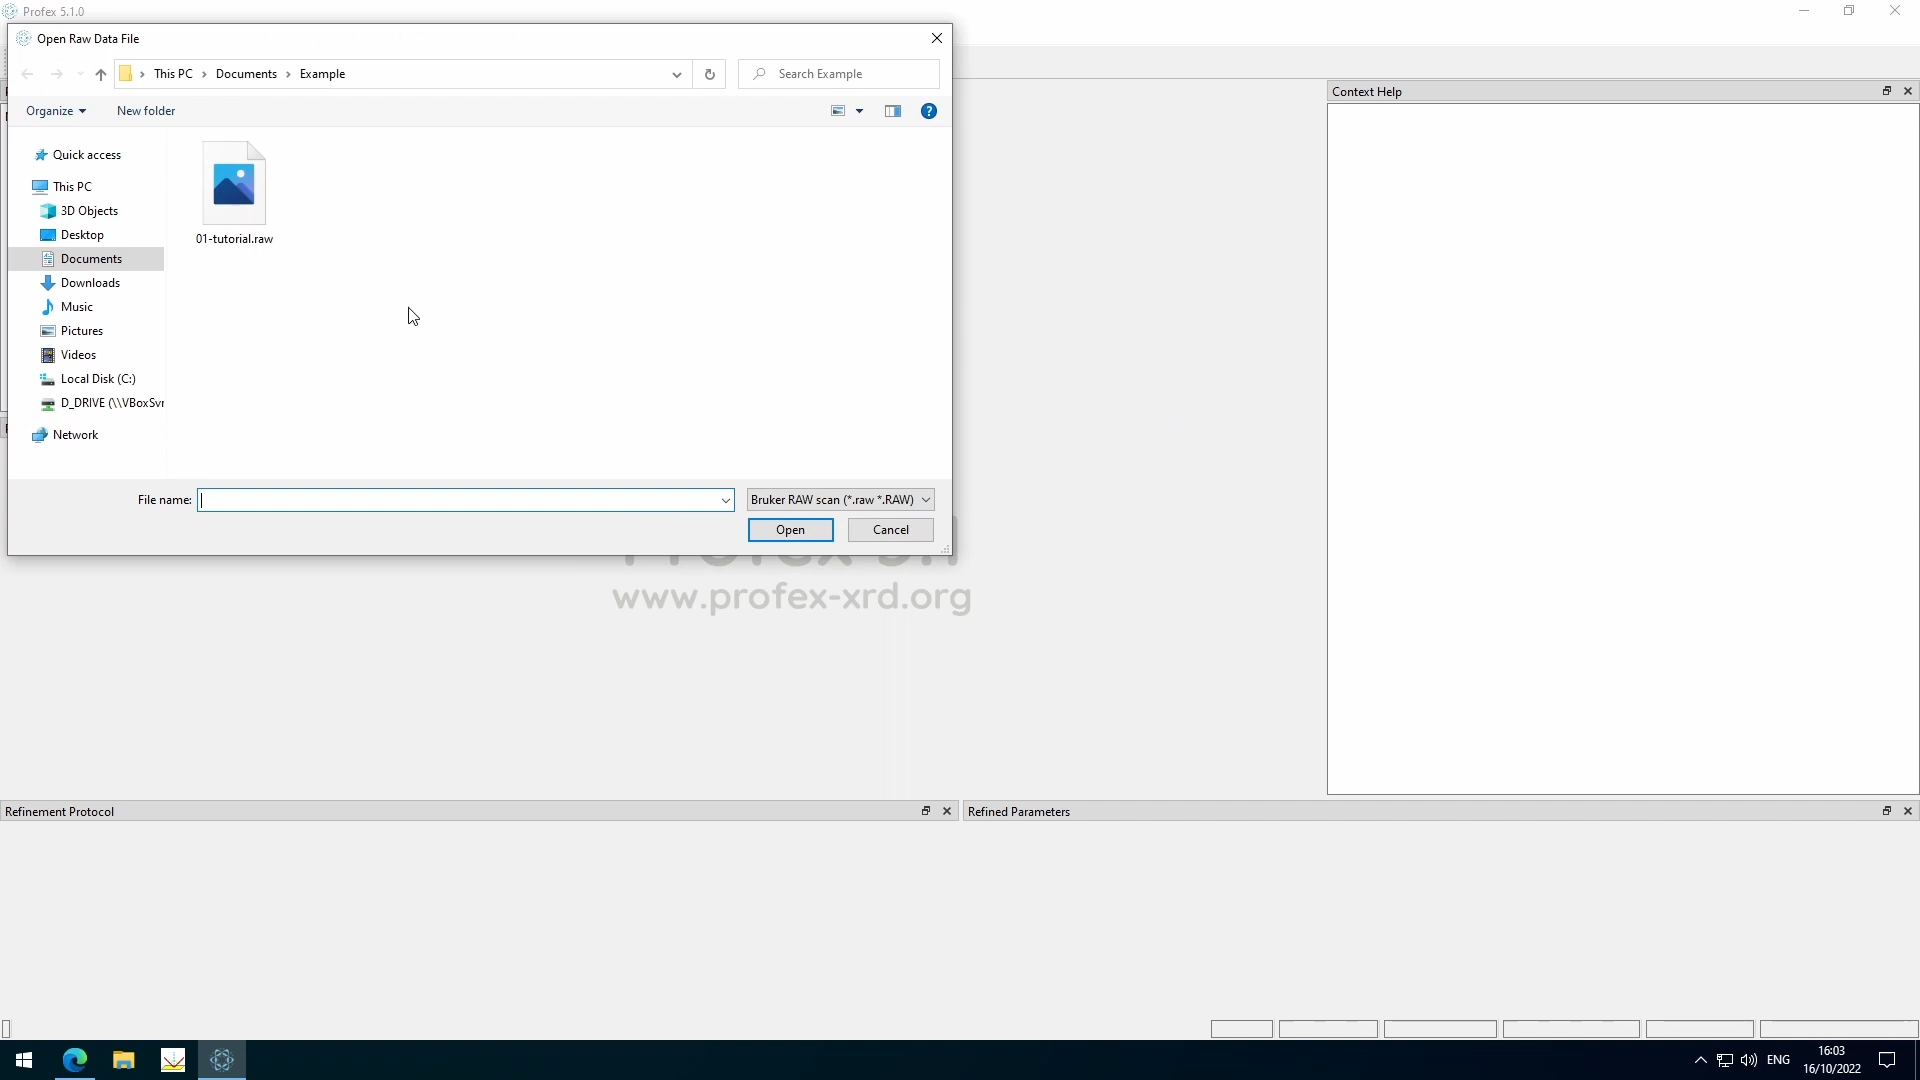 Profex 5.1.0
Open Raw Data File
This PC
Documents
Example
Search Example
Organize
New folder
Quick access
This PC
3D Objects
Desktop
Documents
Downloads
Music
Pictures
Videos
Local Disk (C:)
D_DRIVE (\\VBoxSvr
Network
01-tutorial.raw
File name:
Bruker RAW scan (*.raw *.RAW)
Open
Cancel
Context Help
www.profex-xrd.org
Refinement Protocol
Refined Parameters
ENG
16:03
16/10/2022